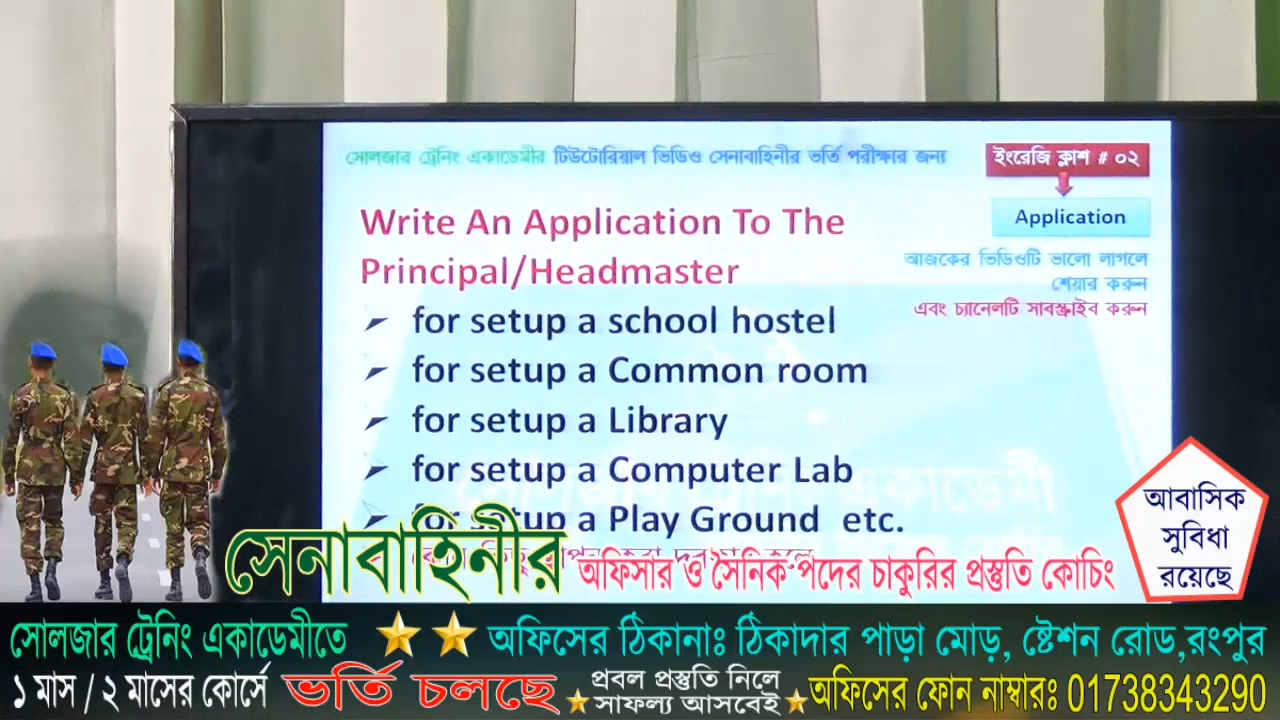 সোলজার ট্রেনিং একাডেমীর টিউটোরিয়াল ভিডিও সেনাবাহিনীর ভর্তি পরীক্ষার জন্য
ইংরেজি ক্লাশ # ০২
Application
Write An Application To The
Principal/Headmaster
আজকের ভিডিওটি ভালো লাগলে
শেয়ার করুন
এবং চ্যানেলটি সাবস্ক্রাইব করুন
➢ for setup a school hostel
➢ for setup a Common room
➢ for setup a Library
➢ for setup a Computer Lab
➢ for setup a Play Ground etc.
আবাসিক
সুবিধা
রয়েছে
সেনাবাহিনীর অফিসার ও সৈনিক পদের চাকুরির প্রস্তুতি কোচিং
সোলজার ট্রেনিং একাডেমীতে
অফিসের ঠিকানাঃ ঠিকাদার পাড়া মোড়, ষ্টেশন রোড,রংপুর
১ মাস / ২ মাসের কোর্সে ভর্তি চলছে
প্রবল প্রস্তুতি নিলে
সাফল্য আসবেই
অফিসের ফোন নাম্বারঃ 01738343290